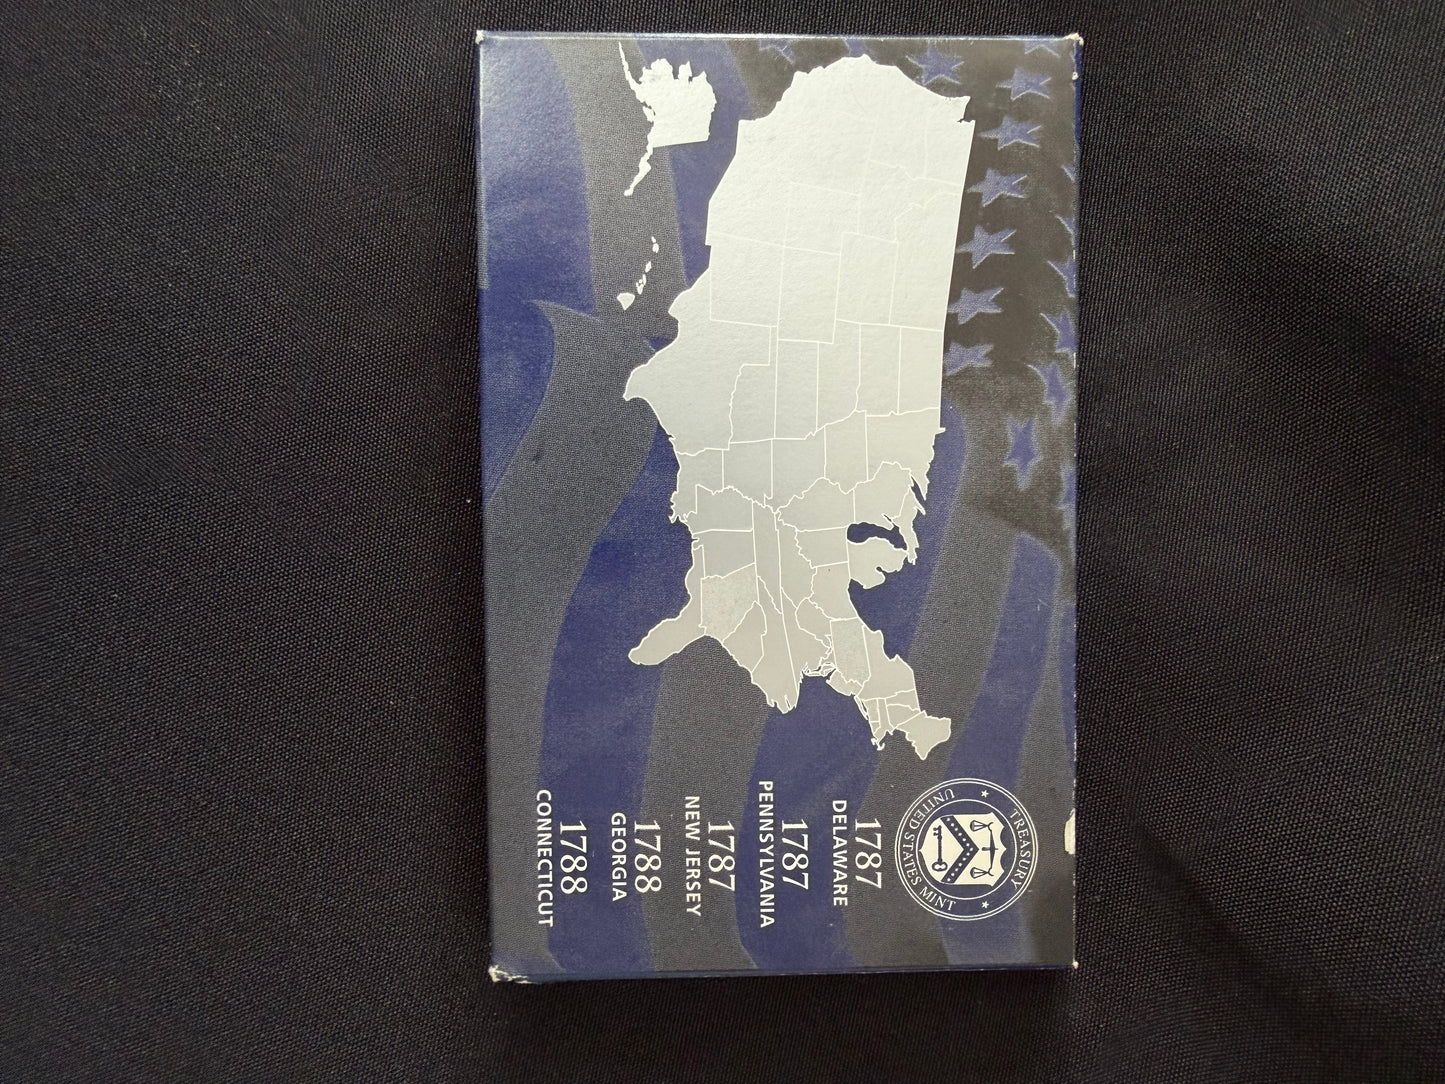 TREASURY
UNITED STATES MINT
1787
DELAWARE
1787
PENNSYLVANIA
1787
NEW JERSEY
1788
GEORGIA
1788
CONNECTICUT